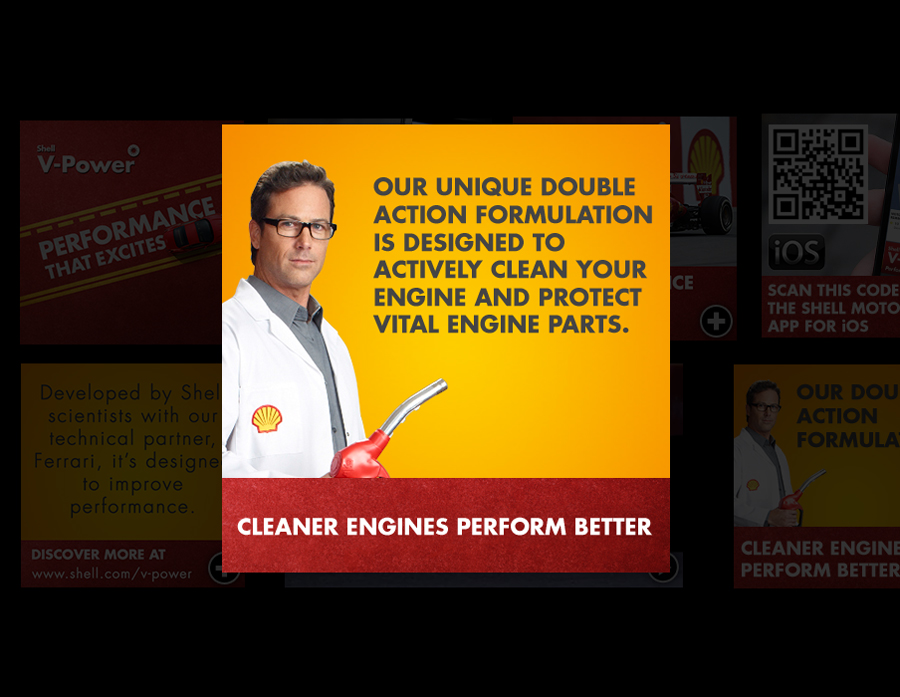 Shell
V-Power
PERFORMANCE
THAT EXCITES
OUR UNIQUE DOUBLE
ACTION FORMULATION
IS DESIGNED TO
ACTIVELY CLEAN YOUR
ENGINE AND PROTECT
VITAL ENGINE PARTS.
CLEANER ENGINES PERFORM BETTER
iOS
SCAN THIS CODE
THE SHELL MOTO
APP FOR iOS
Developed by Shel
scientists with our
technical partner,
Ferrari, it's designe
to improve
performance.
DISCOVER MORE AT
www.shell.com/v-power
OUR DOU
ACTION
FORMULA
CLEANER ENGINE
PERFORM BETTER